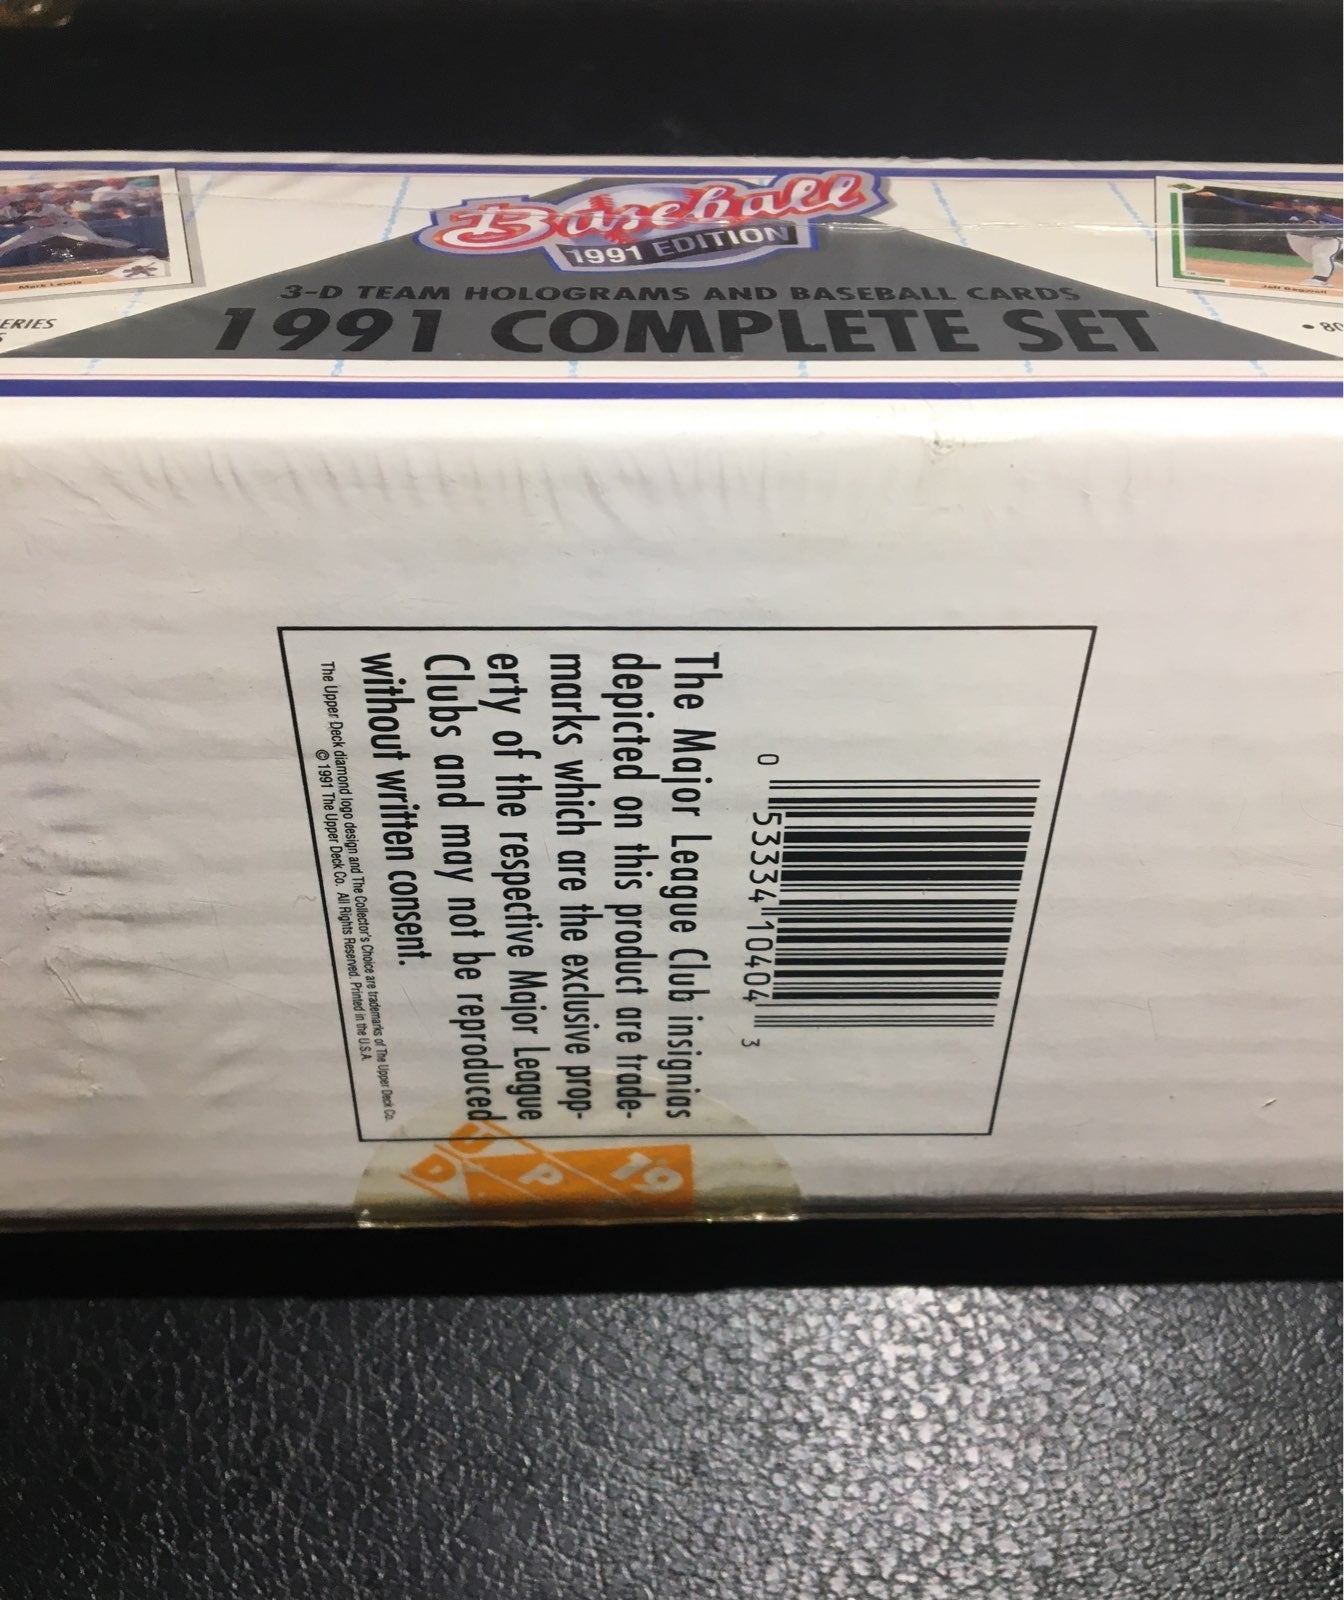 Baseball
1991 EDITION
3-D TEAM HOLOGRAMS AND BASEBALL CARDS
1991 COMPLETE SET
Mark Lewis
ERIES
S
Jeff Bagwell
• 80
0 53334 10404 3
The Major League Club insignias
depicted on this product are trade-
marks which are the exclusive prop-
erty of the respective Major League
Clubs and may not be reproduced
without written consent.
The Upper Deck diamond logo design and The Collector's Choice are trademarks of The Upper Deck Co.
© 1991 The Upper Deck Co. All Rights Reserved. Printed in the U.S.A.
19
U P
D